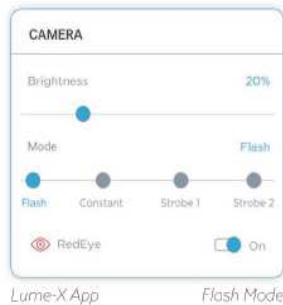 CAMERA
Brightness 20%
Mode Flash
Flash Constant Strobe 1 Strobe 2
RedEye On
Lume-X App Flash Mode